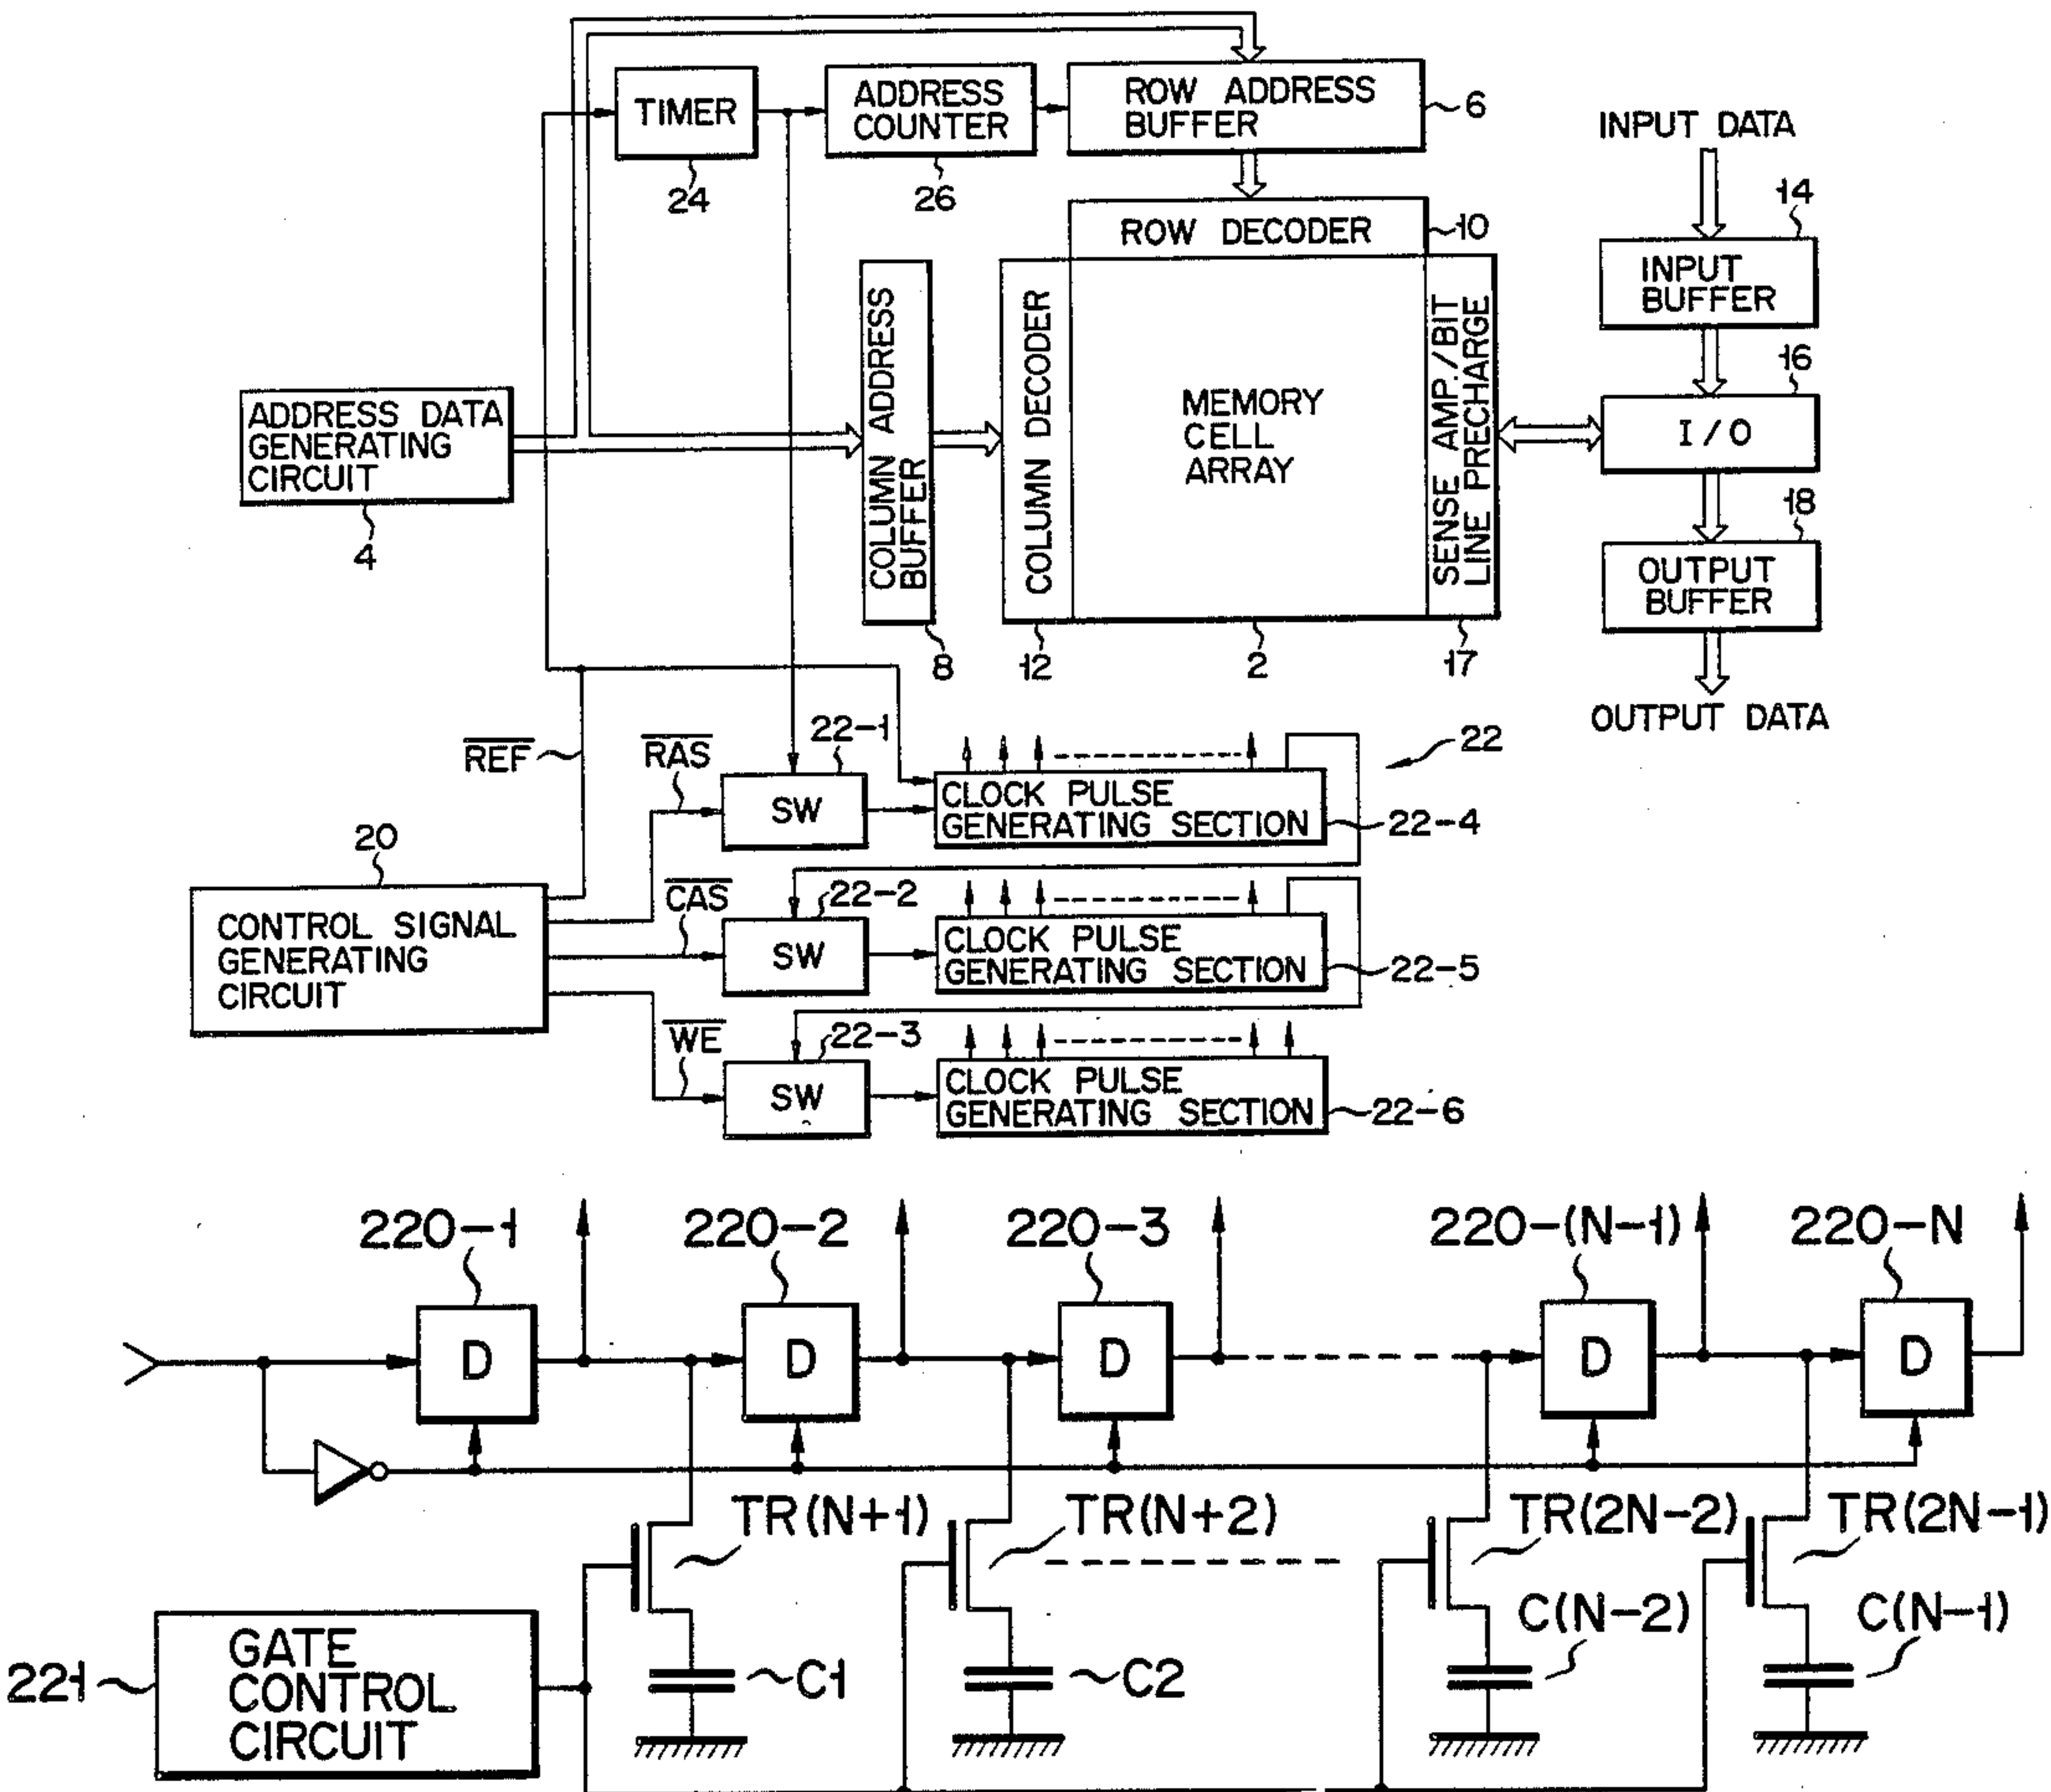 TIMER
24
ADDRESS
COUNTER
26
ROW ADDRESS
BUFFER
6
ROW DECODER
10
ADDRESS DATA
GENERATING
CIRCUIT
4
COLUMN ADDRESS
BUFFER
8
COLUMN DECODER
12
MEMORY
CELL
ARRAY
2
SENSE AMP./BIT
LINE PRECHARGE
17
INPUT DATA
14
INPUT
BUFFER
16
I/O
18
OUTPUT
BUFFER
OUTPUT DATA
REF
RAS
22-1
SW
CLOCK PULSE
GENERATING SECTION
22-4
22
20
CONTROL SIGNAL
GENERATING
CIRCUIT
CAS
22-2
SW
CLOCK PULSE
GENERATING SECTION
22-5
WE
22-3
SW
CLOCK PULSE
GENERATING SECTION
22-6
220-1
220-2
220-3
220-(N-1)
220-N
D
D
D
D
D
TR(N+1)
TR(N+2)
TR(2N-2)
TR(2N-1)
221
GATE
CONTROL
CIRCUIT
C1
C2
C(N-2)
C(N-1)